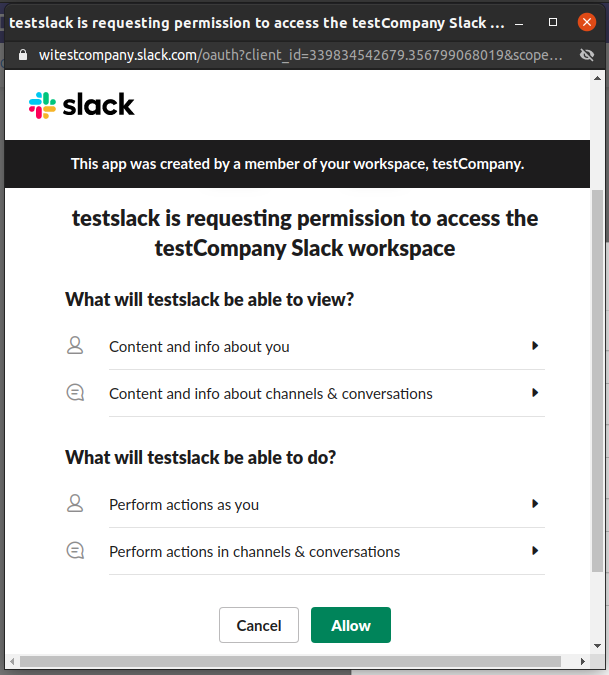 testslack is requesting permission to access the testCompany Slack ...
witestcompany.slack.com/oauth?client_id=339834542679.356799068019&scope...
slack
This app was created by a member of your workspace, testCompany.
testslack is requesting permission to access the
testCompany Slack workspace
What will testslack be able to view?
Content and info about you
Content and info about channels & conversations
What will testslack be able to do?
Perform actions as you
Perform actions in channels & conversations
Cancel
Allow